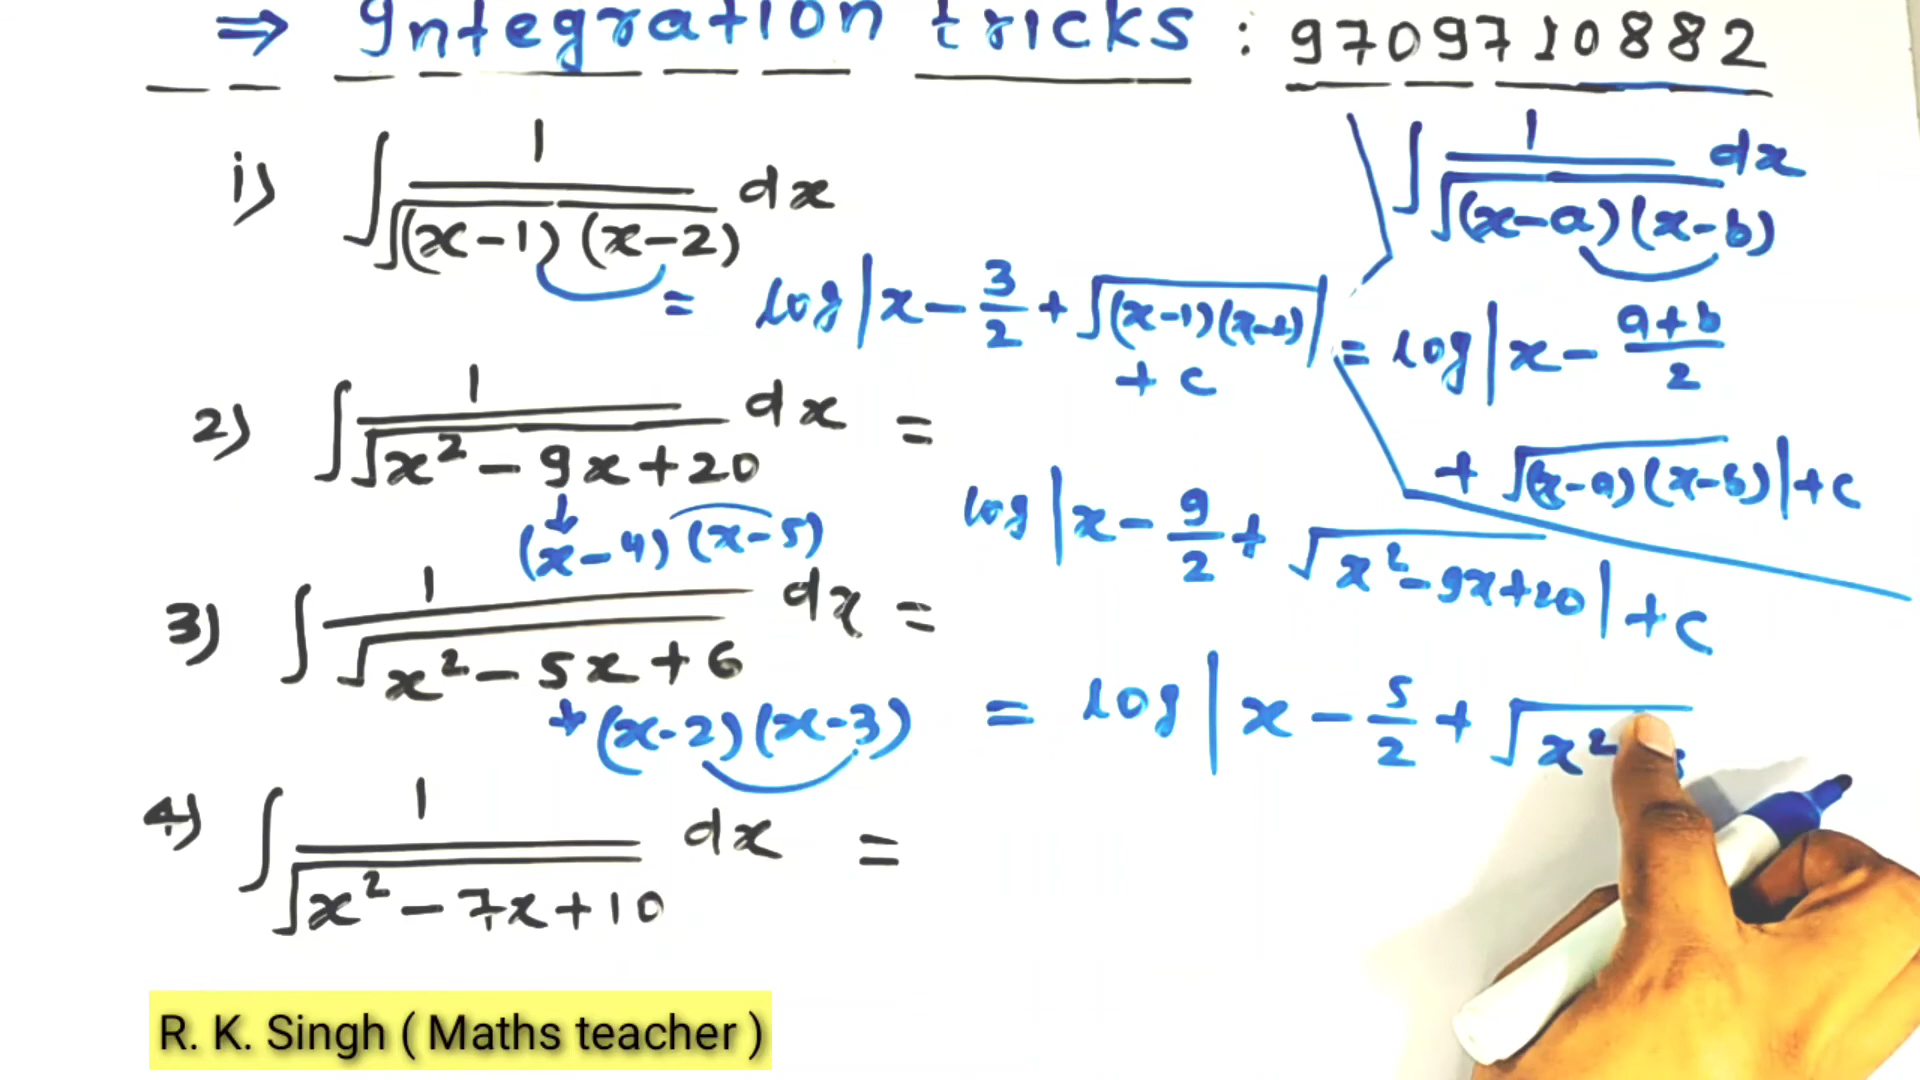 ⇒ Integration tricks : 9709710882
i) ∫ 1/√((x-1)(x-2)) dx
= log|x - 3/2 + √((x-1)(x-2))| + c
∫ 1/√((x-a)(x-b)) dx
= log|x - (a+b)/2
+ √((x-a)(x-b))| + c
2) ∫ 1/√(x² - 9x + 20) dx =
(x-4)(x-5)
log|x - 9/2 + √(x² - 9x + 20)| + c
3) ∫ 1/√(x² - 5x + 6) dx =
→ (x-2)(x-3) = log|x - 5/2 + √(x²
4) ∫ 1/√(x² - 7x + 10) dx =
R. K. Singh ( Maths teacher )